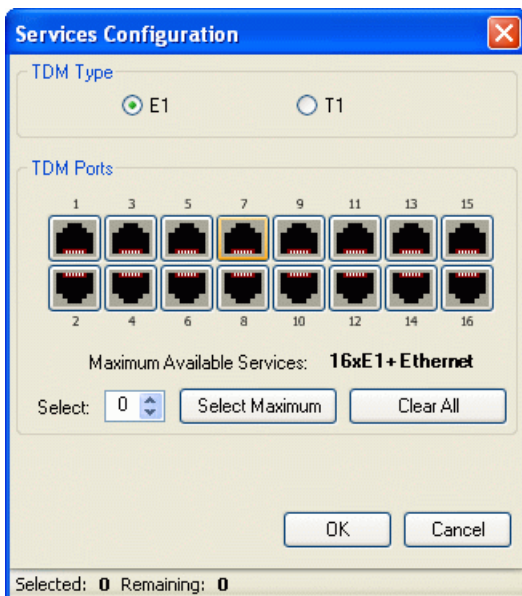 Services Configuration
TDM Type
E1 T1
TDM Ports
1 3 5 7 9 11 13 15
2 4 6 8 10 12 14 16
Maximum Available Services: 16xE1+Ethernet
Select: 0 Select Maximum Clear All
OK Cancel
Selected: 0 Remaining: 0